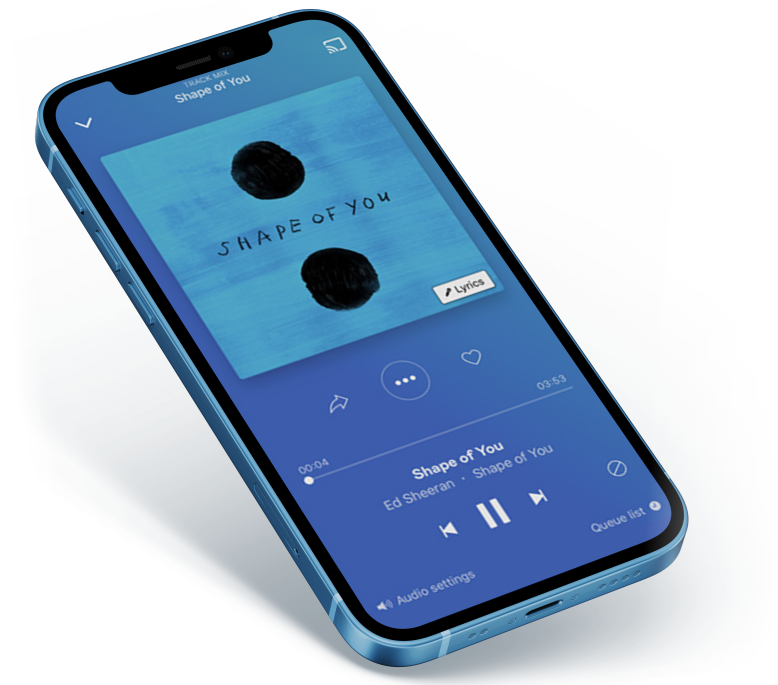 TRACK MIX
Shape of You
SHAPE OF YOU
Lyrics
03:53
00:04
Shape of You
Ed Sheeran · Shape of You
Queue list
Audio settings